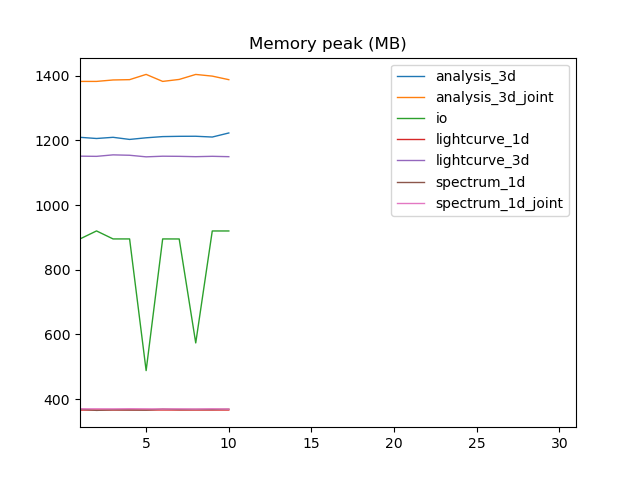 Memory peak (MB)
1400
1200
1000
800
600
400
5
10
15
20
25
30
analysis_3d
analysis_3d_joint
io
lightcurve_1d
lightcurve_3d
spectrum_1d
spectrum_1d_joint